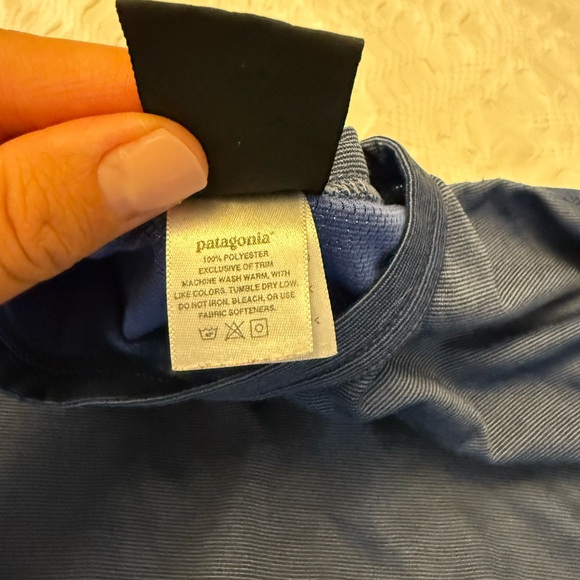 patagonia®
100% POLYESTER
EXCLUSIVE OF TRIM
MACHINE WASH WARM, WITH
LIKE COLORS. TUMBLE DRY LOW.
DO NOT IRON, BLEACH, OR USE
FABRIC SOFTENERS.